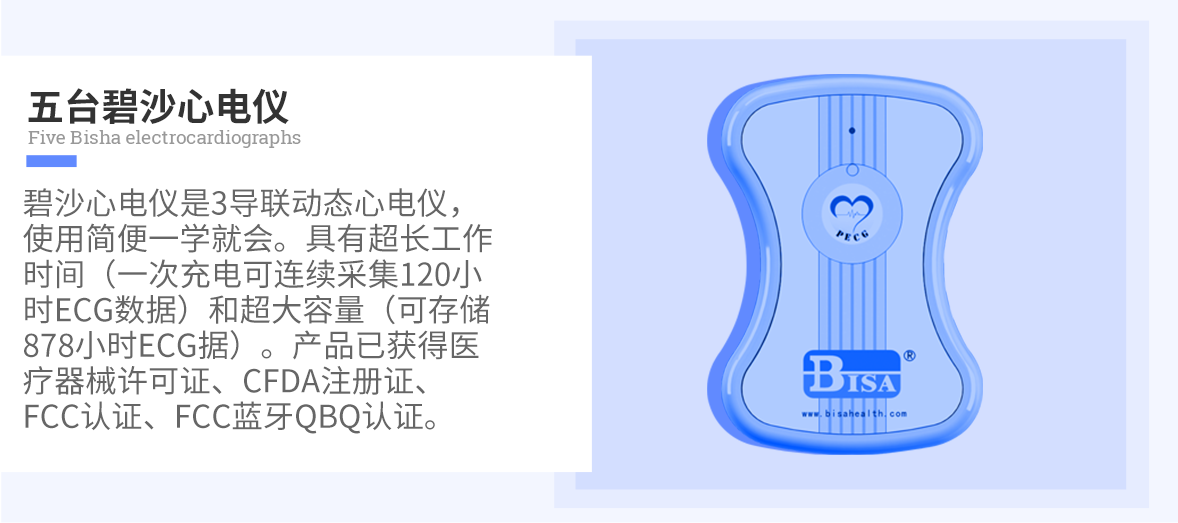 五台碧沙心电仪
Five Bisha electrocardiographs
碧沙心电仪是3导联动态心电仪，
使用简便一学就会。具有超长工作
时间（一次充电可连续采集120小
时ECG数据）和超大容量（可存储
878小时ECG据）。产品已获得医
疗器械许可证、CFDA注册证、
FCC认证、FCC蓝牙QBQ认证。
PECG
BISA®
www.bisahealth.com